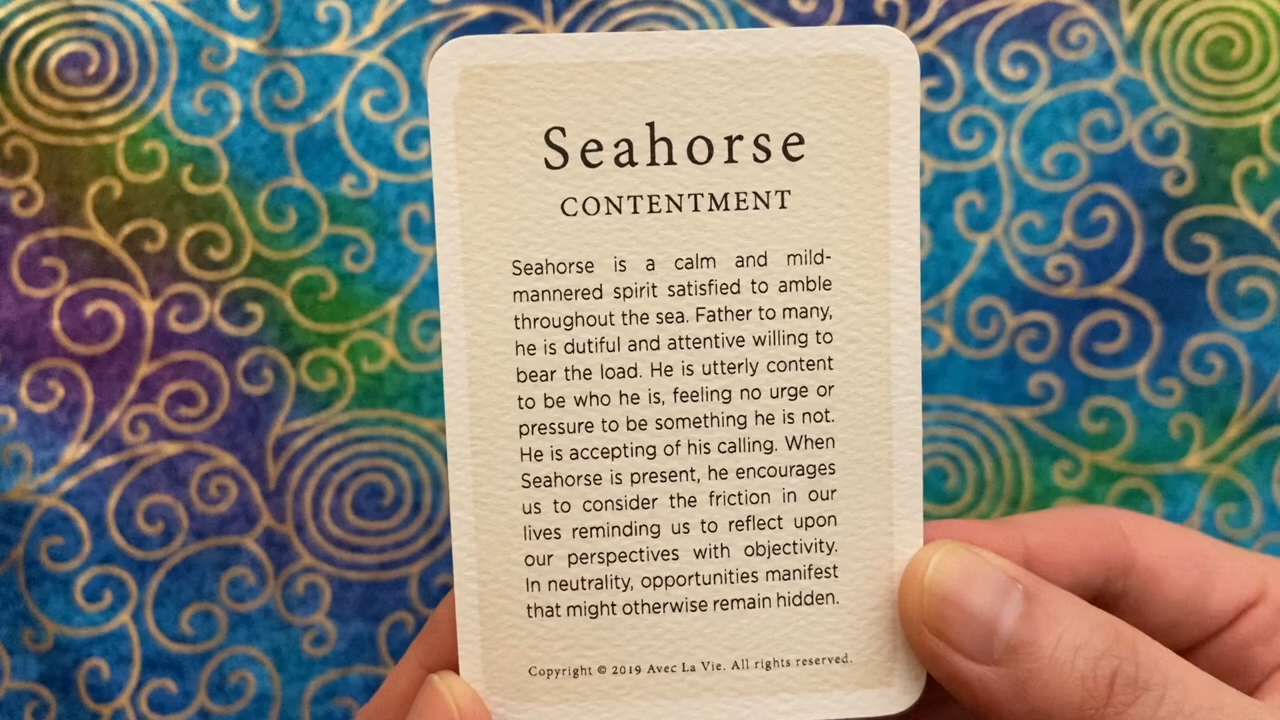 Seahorse
CONTENTMENT
Seahorse is a calm and mild-
mannered spirit satisfied to amble
throughout the sea. Father to many,
he is dutiful and attentive willing to
bear the load. He is utterly content
to be who he is, feeling no urge or
pressure to be something he is not.
He is accepting of his calling. When
Seahorse is present, he encourages
us to consider the friction in our
lives reminding us to reflect upon
our perspectives with objectivity.
In neutrality, opportunities manifest
that might otherwise remain hidden.
Copyright © 2019 Avec La Vie. All rights reserved.